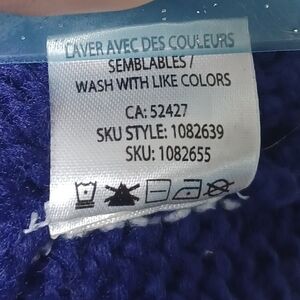 LAVER AVEC DES COULEURS
SEMBLABLES /
WASH WITH LIKE COLORS
CA: 52427
SKU STYLE: 1082639
SKU: 1082655